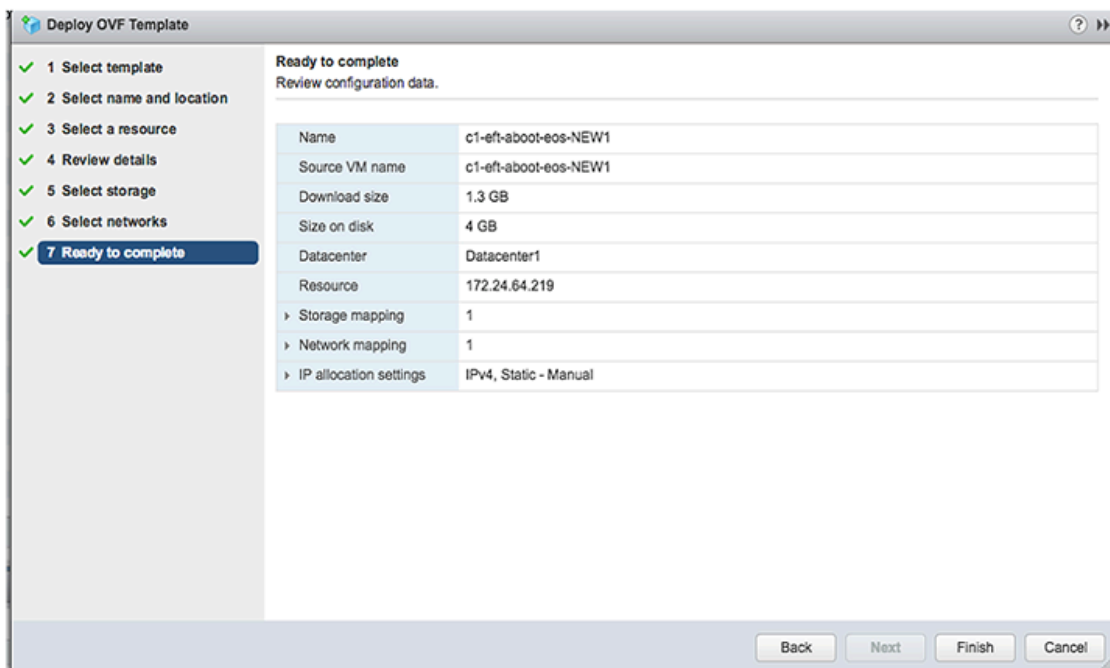 Deploy OVF Template
?
1 Select template
2 Select name and location
3 Select a resource
4 Review details
5 Select storage
6 Select networks
7 Ready to complete
Ready to complete
Review configuration data.
Name c1-eft-aboot-eos-NEW1
Source VM name c1-eft-aboot-eos-NEW1
Download size 1.3 GB
Size on disk 4 GB
Datacenter Datacenter1
Resource 172.24.64.219
Storage mapping 1
Network mapping 1
IP allocation settings IPv4, Static - Manual
Back Next Finish Cancel